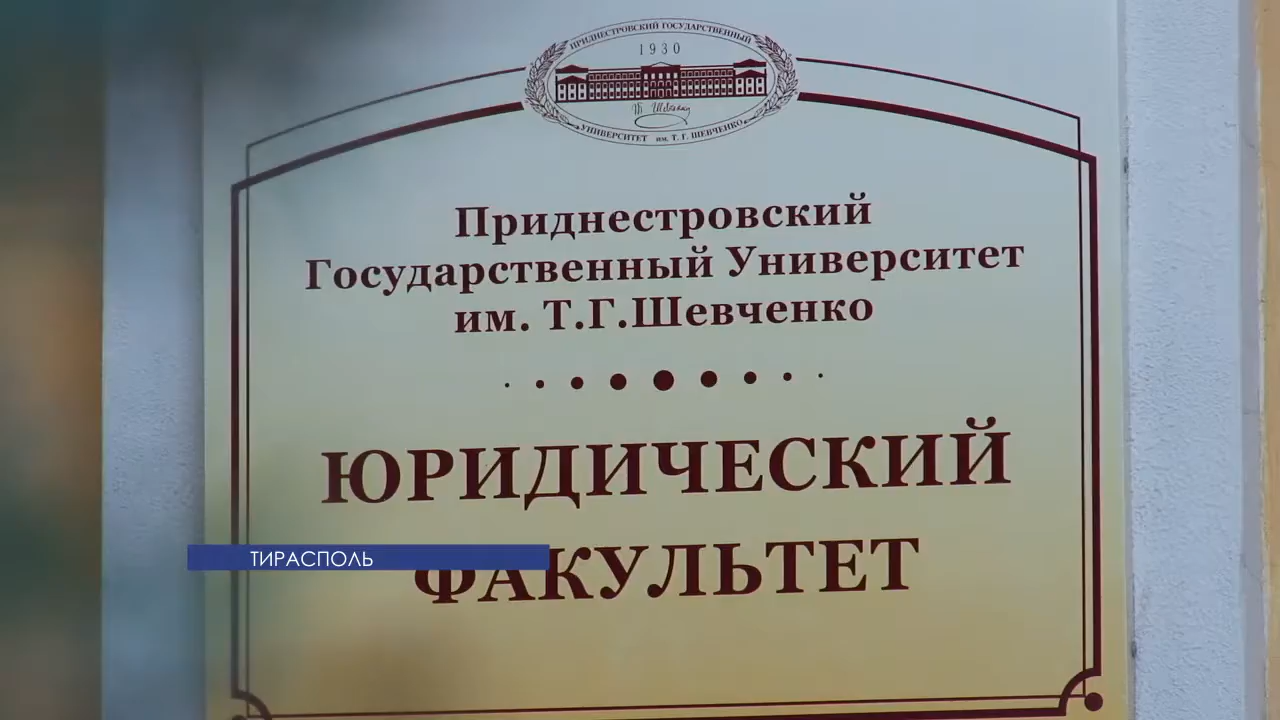 ПРИДНЕСТРОВСКИЙ ГОСУДАРСТВЕННЫЙ
1930
УНИВЕРСИТЕТ им. Т. Г. ШЕВЧЕНКО
Приднестровский
Государственный Университет
им. Т.Г.Шевченко
ЮРИДИЧЕСКИЙ
ФАКУЛЬТЕТ
ТИРАСПОЛЬ